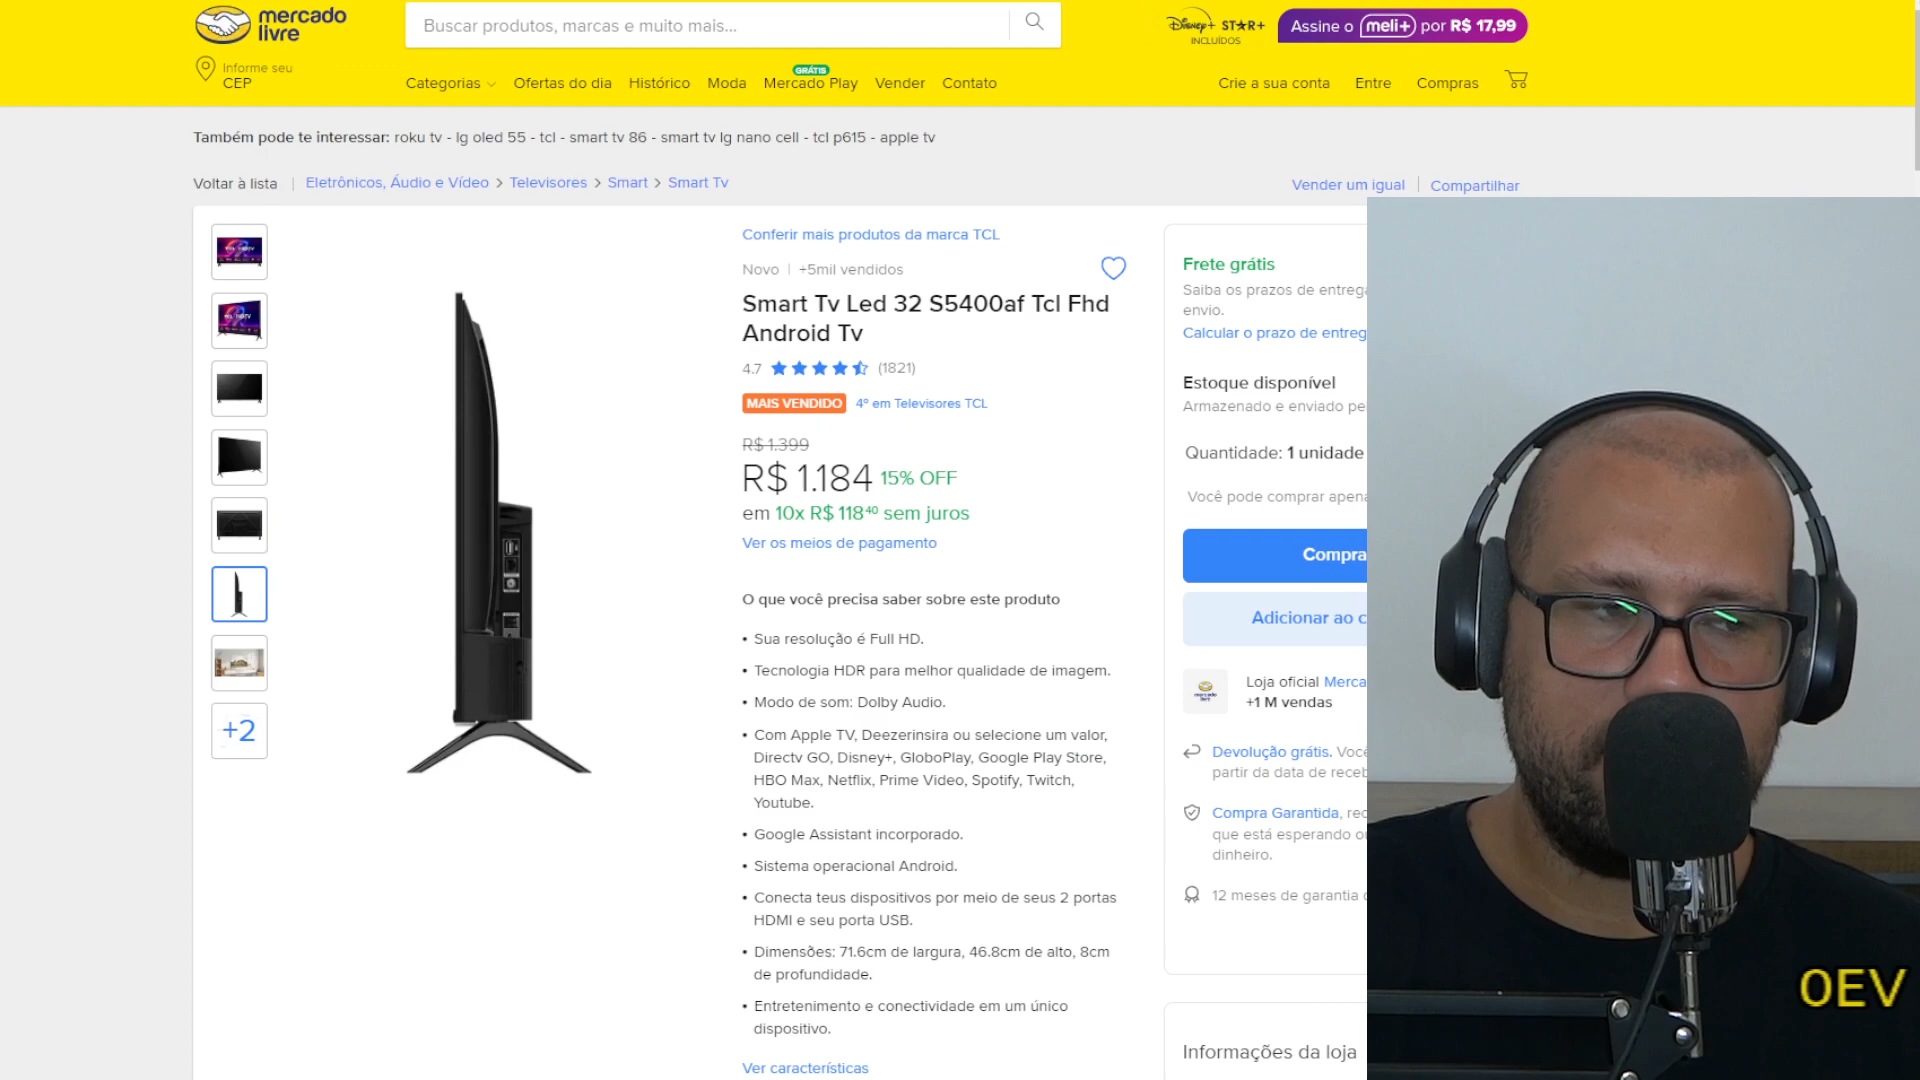 mercado
livre
Buscar produtos, marcas e muito mais...
Disney+ STAR+
INCLUÍDOS
Assine o meli+ por R$ 17,99
Informe seu
CEP
Categorias
Ofertas do dia
Histórico
Moda
GRÁTIS
Mercado Play
Vender
Contato
Crie a sua conta
Entre
Compras
Também pode te interessar: roku tv - lg oled 55 - tcl - smart tv 86 - smart tv lg nano cell - tcl p615 - apple tv
Voltar à lista
Eletrônicos, Áudio e Vídeo > Televisores > Smart > Smart Tv
Vender um igual
Compartilhar
+2
Conferir mais produtos da marca TCL
Novo | +5mil vendidos
Smart Tv Led 32 S5400af Tcl Fhd
Android Tv
4.7 (1821)
MAIS VENDIDO 4º em Televisores TCL
R$ 1.399
R$ 1.184 15% OFF
em 10x R$ 118 40 sem juros
Ver os meios de pagamento
O que você precisa saber sobre este produto
• Sua resolução é Full HD.
• Tecnologia HDR para melhor qualidade de imagem.
• Modo de som: Dolby Audio.
• Com Apple TV, Deezerinsira ou selecione um valor,
Directv GO, Disney+, GloboPlay, Google Play Store,
HBO Max, Netflix, Prime Video, Spotify, Twitch,
Youtube.
• Google Assistant incorporado.
• Sistema operacional Android.
• Conecta teus dispositivos por meio de seus 2 portas
HDMI e seu porta USB.
• Dimensões: 71.6cm de largura, 46.8cm de alto, 8cm
de profundidade.
• Entretenimento e conectividade em um único
dispositivo.
Ver características
Frete grátis
Saiba os prazos de entrega
envio.
Calcular o prazo de entreg
Estoque disponível
Armazenado e enviado pe
Quantidade: 1 unidade
Você pode comprar apena
Compra
Adicionar ao c
Loja oficial Merca
+1 M vendas
Devolução grátis. Você
partir da data de receb
Compra Garantida, rec
que está esperando ou
dinheiro.
12 meses de garantia d
Informações da loja
OEV